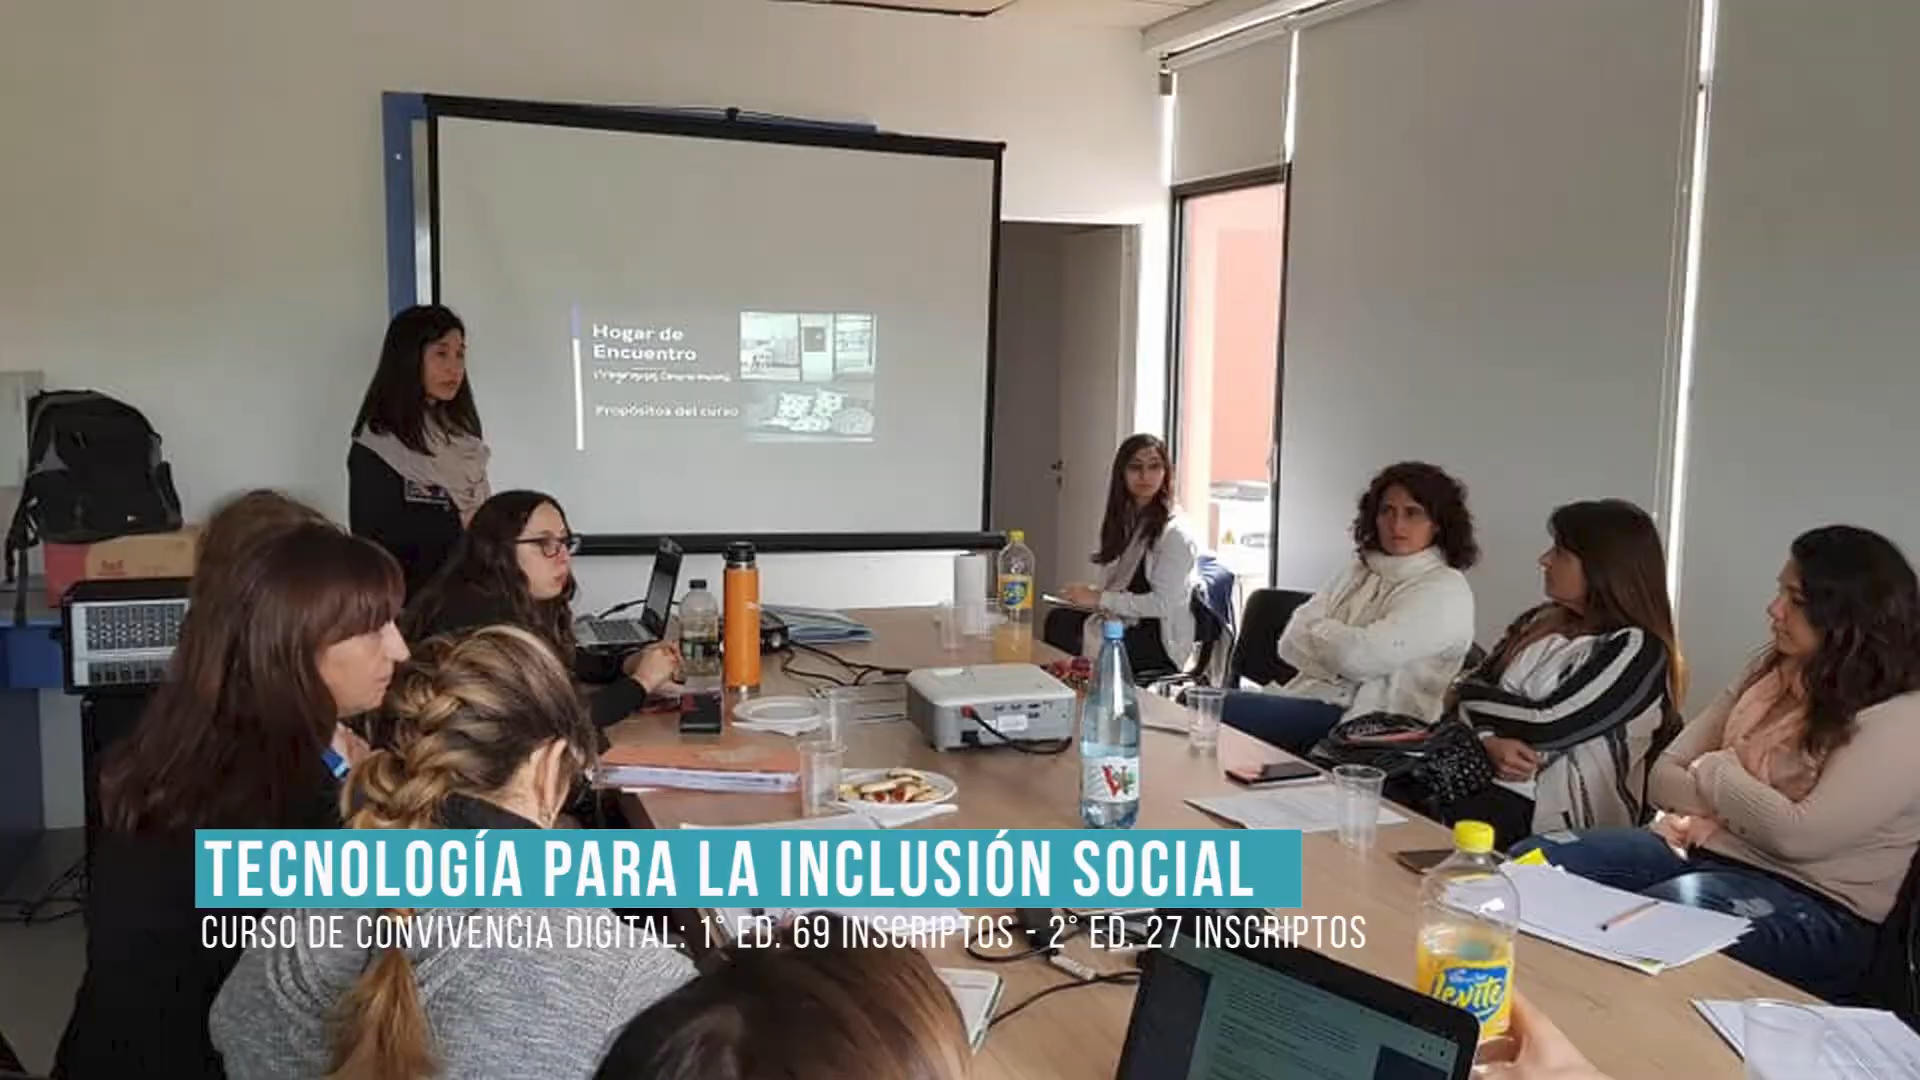 Hogar de
Encuentro
Propósitos del curso
TECNOLOGÍA PARA LA INCLUSIÓN SOCIAL
CURSO DE CONVIVENCIA DIGITAL: 1° ED. 69 INSCRIPTOS - 2° ED. 27 INSCRIPTOS
levité